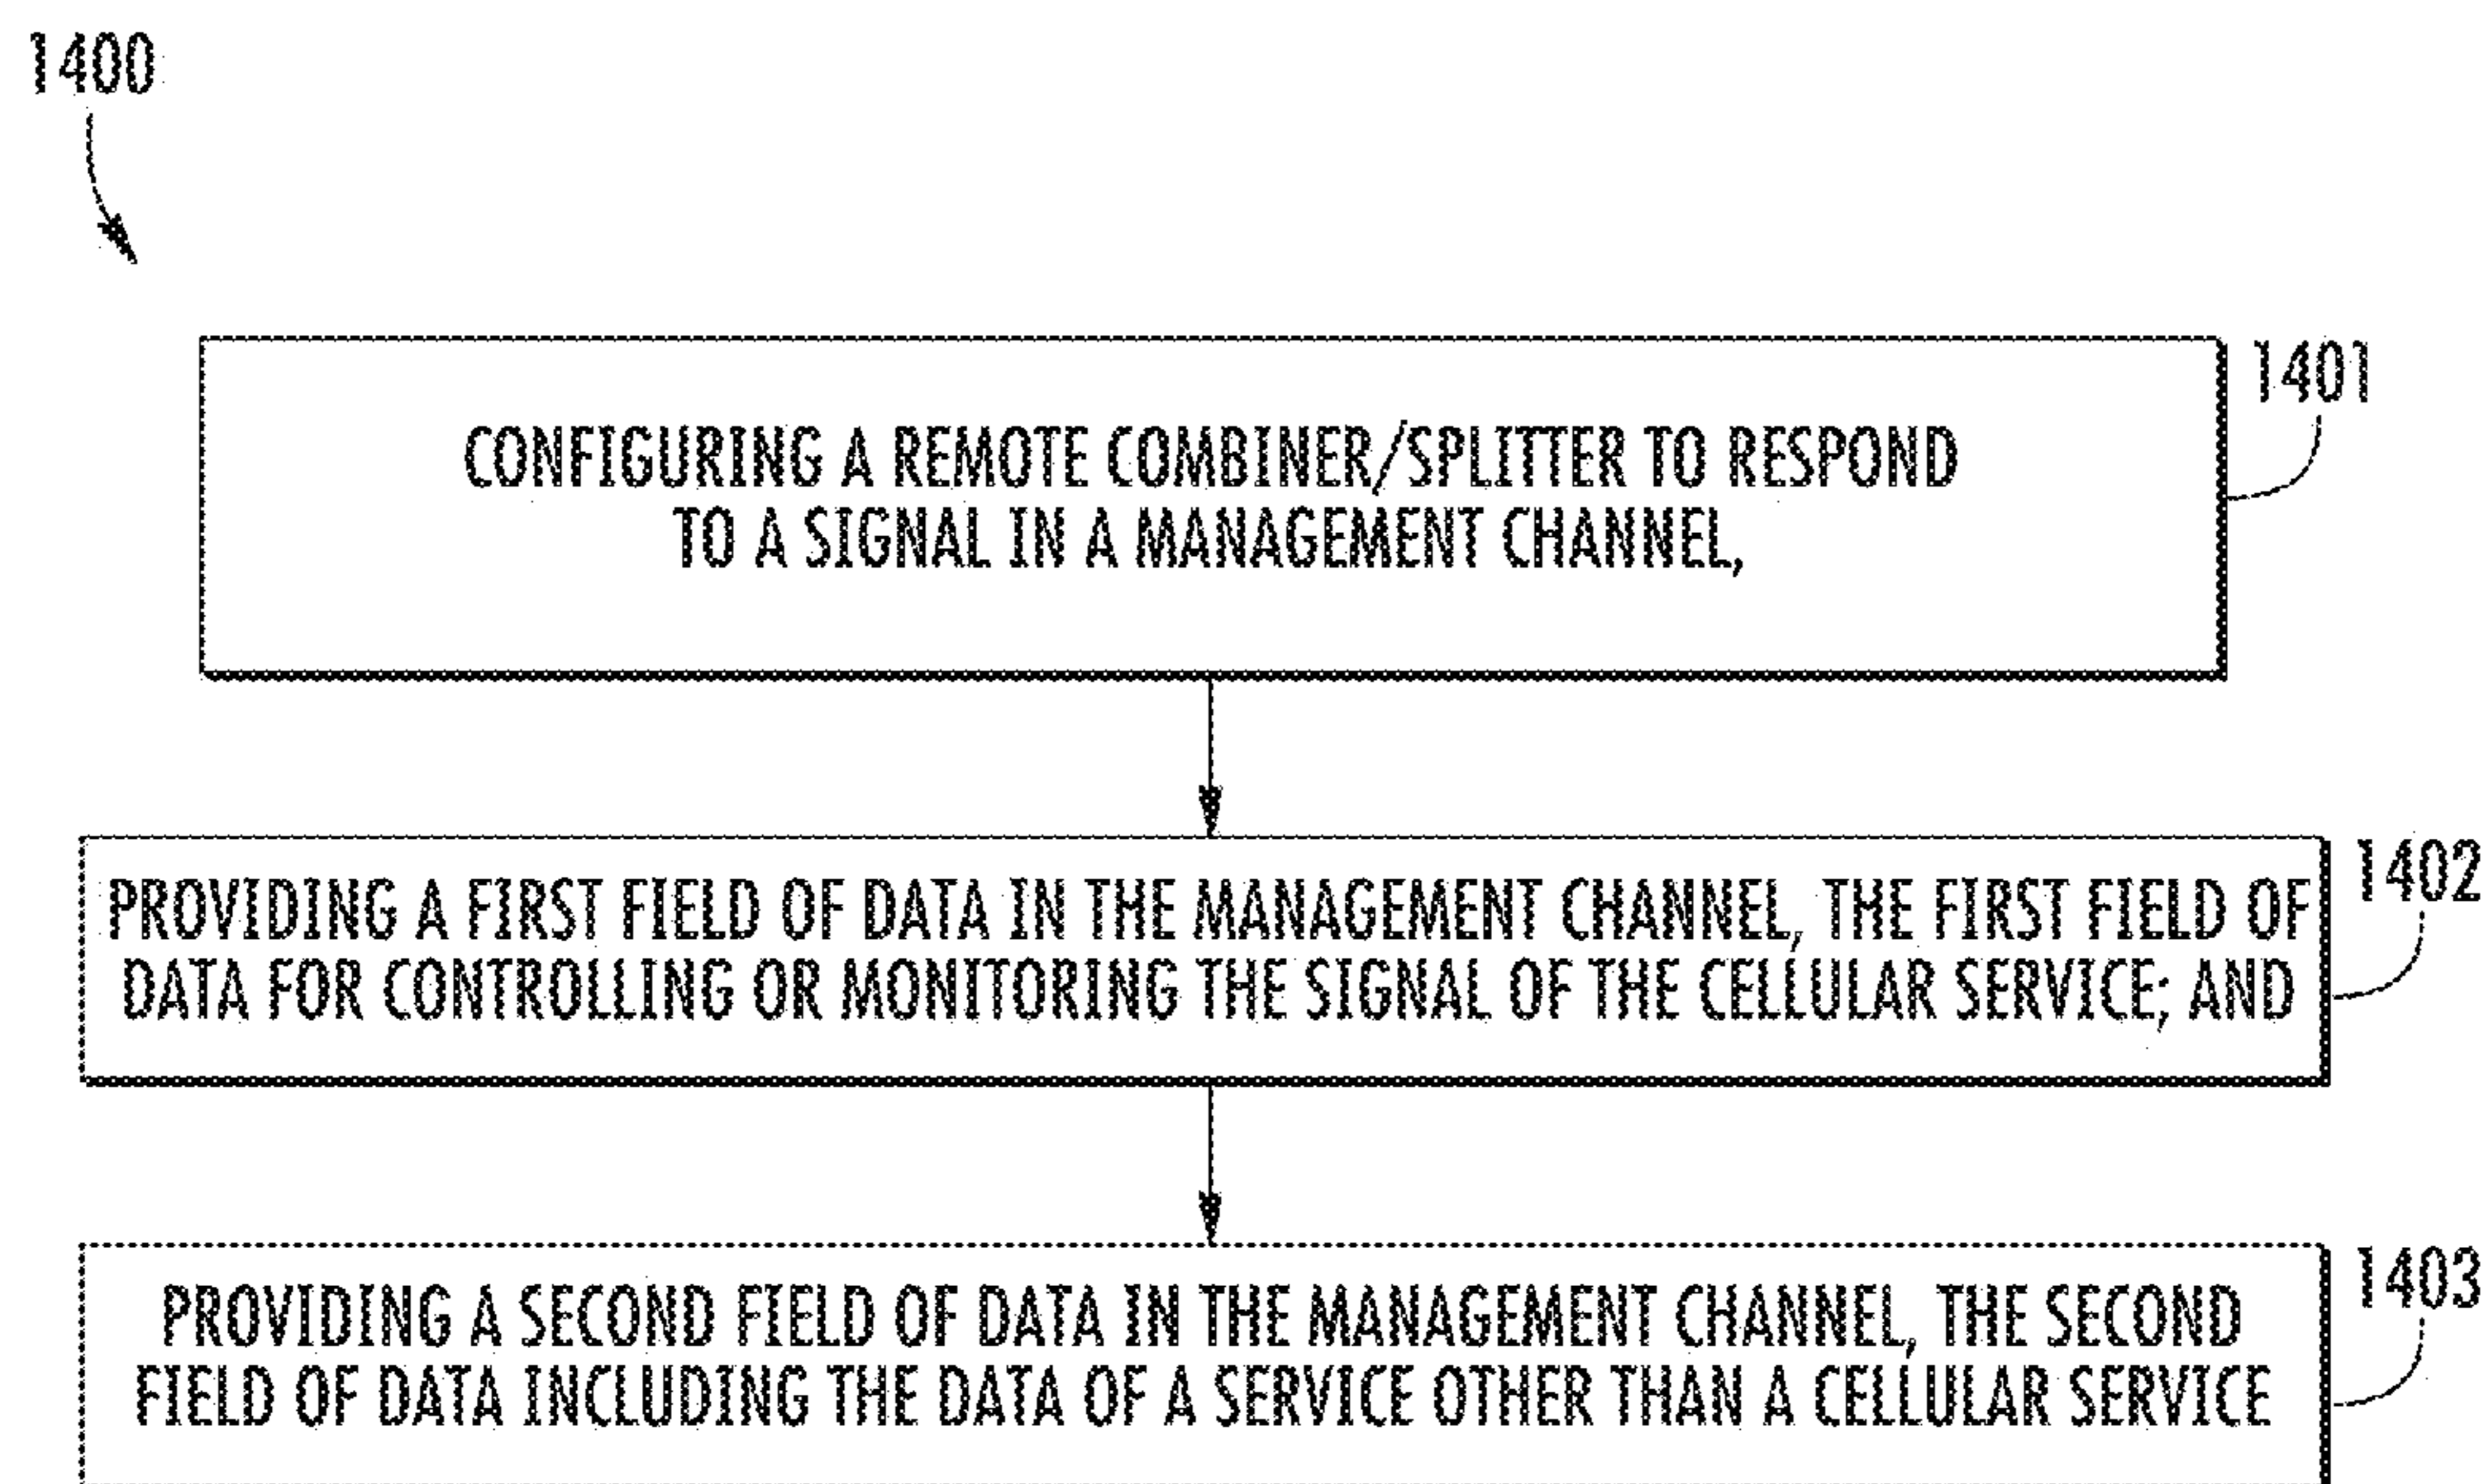 1400
1401
CONFIGURING A REMOTE COMBINER/SPLITTER TO RESPOND
TO A SIGNAL IN A MANAGEMENT CHANNEL,
1402
PROVIDING A FIRST FIELD OF DATA IN THE MANAGEMENT CHANNEL, THE FIRST FIELD OF
DATA FOR CONTROLLING OR MONITORING THE SIGNAL OF THE CELLULAR SERVICE; AND
1403
PROVIDING A SECOND FIELD OF DATA IN THE MANAGEMENT CHANNEL, THE SECOND
FIELD OF DATA INCLUDING THE DATA OF A SERVICE OTHER THAN A CELLULAR SERVICE